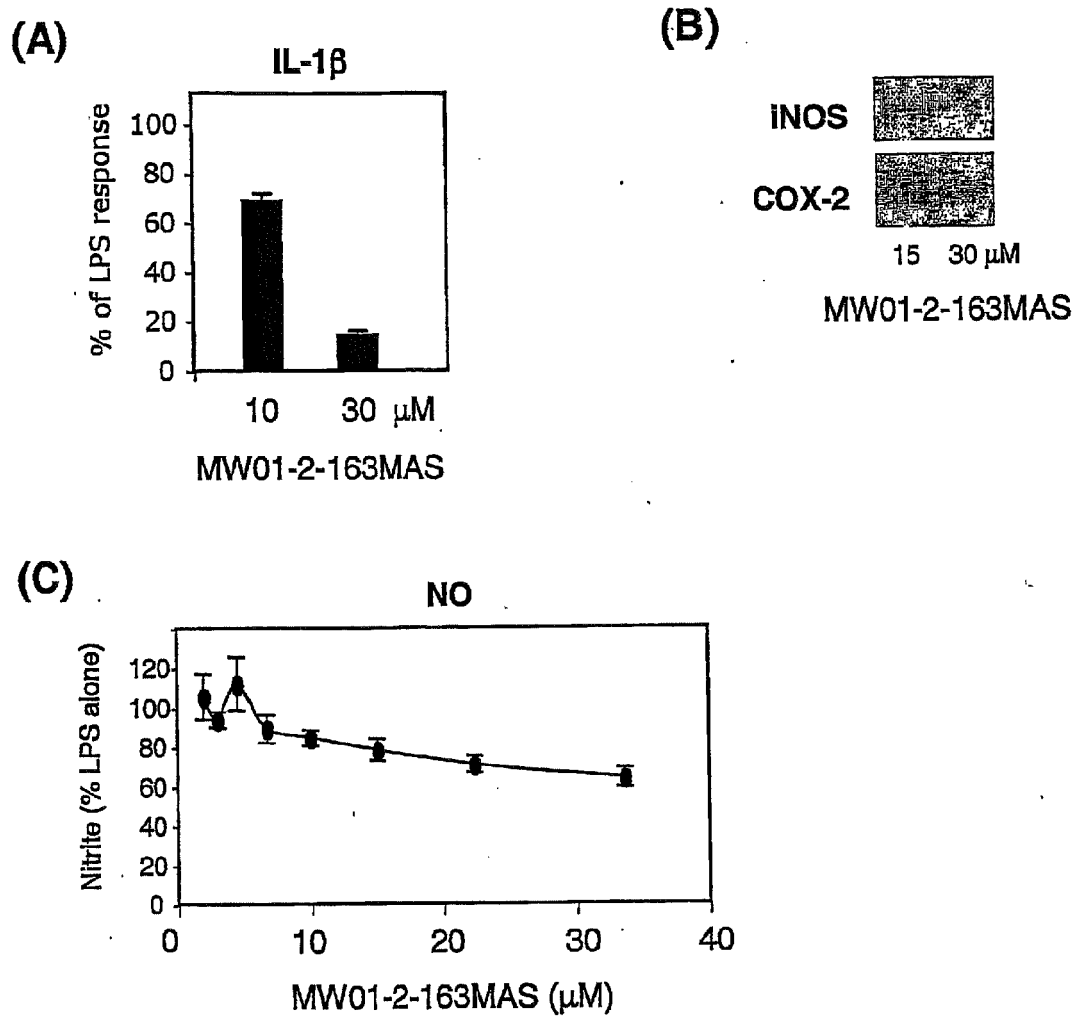 (A)
IL-1β
% of LPS response
100
80
60
40
20
0
10 30 μM
MW01-2-163MAS
(B)
iNOS
COX-2
15 30 μM
MW01-2-163MAS
(C)
NO
Nitrite (% LPS alone)
120
100
80
60
40
20
0
0 10 20 30 40
MW01-2-163MAS (μM)